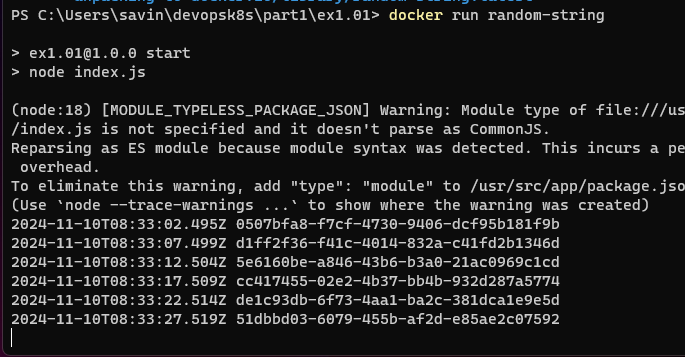 PS C:\Users\savin\devopsk8s\part1\ex1.01> docker run random-string
> ex1.01@1.0.0 start
> node index.js
(node:18) [MODULE_TYPELESS_PACKAGE_JSON] Warning: Module type of file:///us
/index.js is not specified and it doesn't parse as CommonJS.
Reparsing as ES module because module syntax was detected. This incurs a pe
overhead.
To eliminate this warning, add "type": "module" to /usr/src/app/package.jso
(Use `node --trace-warnings ...` to show where the warning was created)
2024-11-10T08:33:02.495Z 0507bfa8-f7cf-4730-9406-dcf95b181f9b
2024-11-10T08:33:07.499Z d1ff2f36-f41c-4014-832a-c41fd2b1346d
2024-11-10T08:33:12.504Z 5e6160be-a846-43b6-b3a0-21ac0969c1cd
2024-11-10T08:33:17.509Z cc417455-02e2-4b37-bb4b-932d287a5774
2024-11-10T08:33:22.514Z de1c93db-6f73-4aa1-ba2c-381dca1e9e5d
2024-11-10T08:33:27.519Z 51dbbd03-6079-455b-af2d-e85ae2c07592